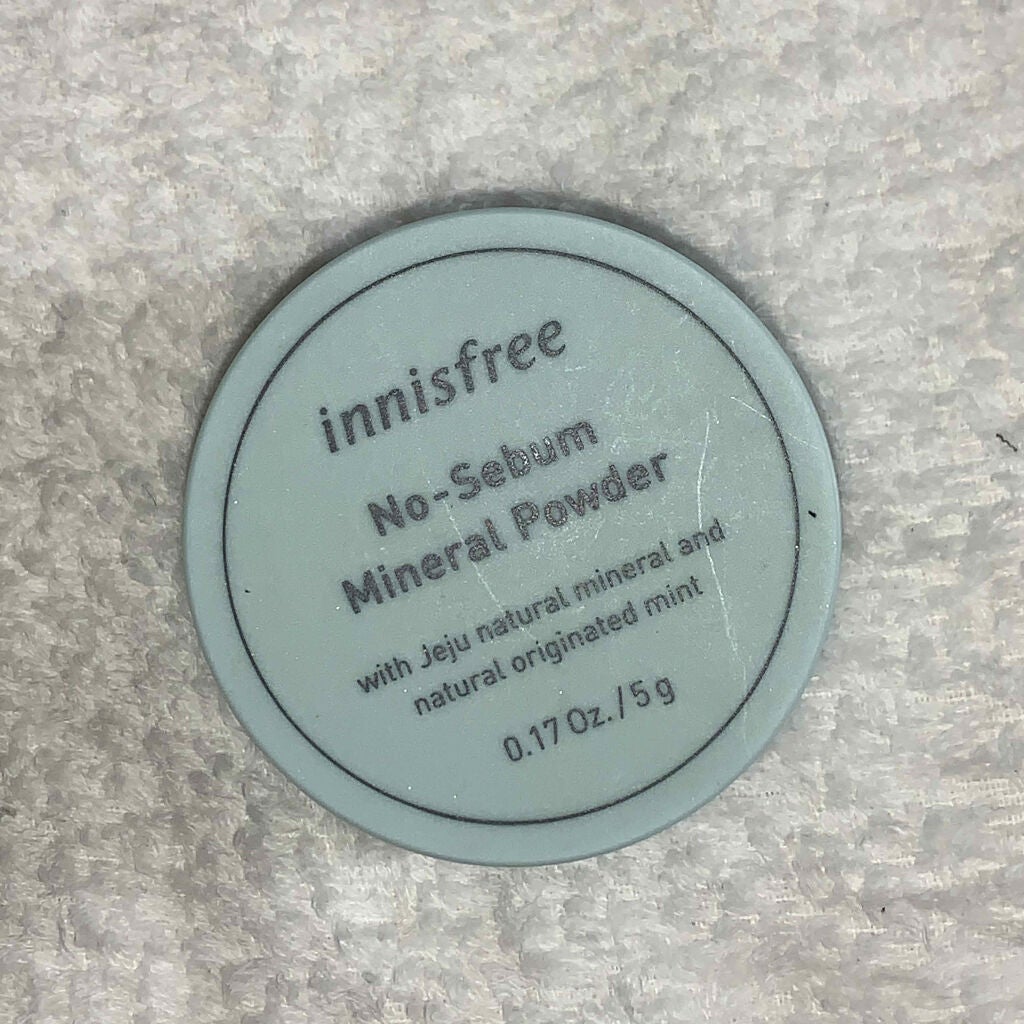 innisfree
No-Sebum
Mineral Powder
with Jeju natural mineral and
natural originated mint
0.17 Oz. / 5 g